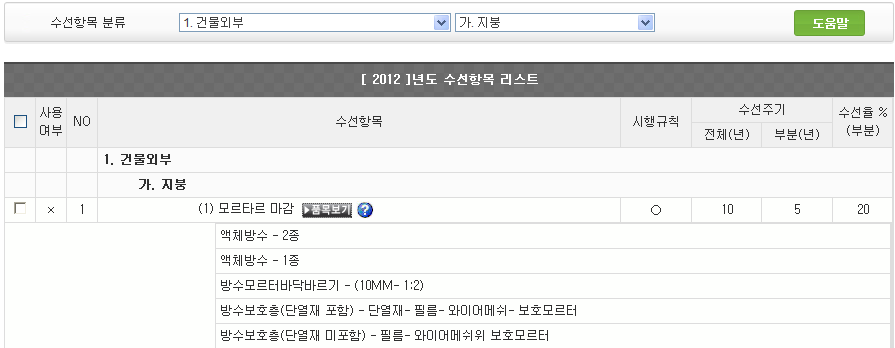 수선항목 분류 1. 건물외부 가. 지붕 도움말
[ 2012 ]년도 수선항목 리스트
사용여부 NO 수선항목 시행규칙 수선주기 수선율 % (부분)
전체(년) 부분(년)
1. 건물외부
가. 지붕
× 1 (1) 모르타르 마감 ▶품목보기 ? ○ 10 5 20
액체방수 - 2종
액체방수 - 1종
방수모르터바닥바르기 - (10MM- 1:2)
방수보호층(단열재 포함) - 단열재- 필름- 와이어메쉬- 보호모르터
방수보호층(단열재 미포함) - 필름- 와이어메쉬위 보호모르터